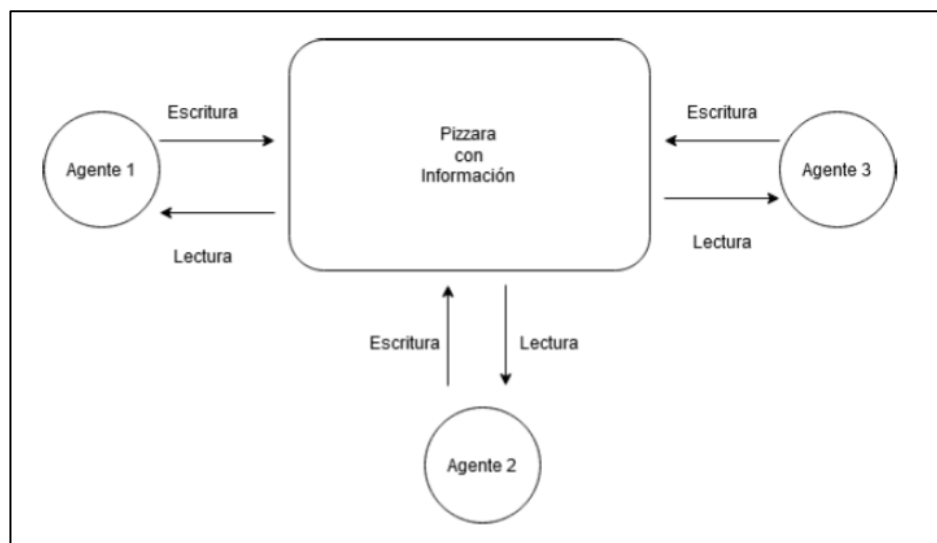 Escritura
Agente 1
Lectura
Pizzara
con
Información
Escritura
Agente 3
Lectura
Escritura
Lectura
Agente 2